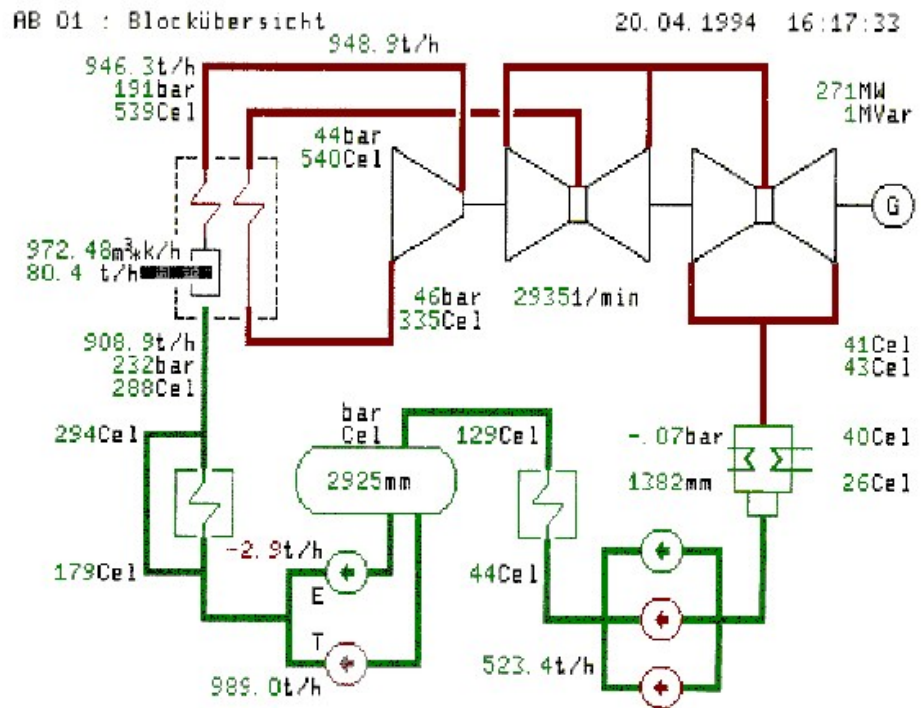 AB 01 : Blockübersicht
20.04.1994 16:17:33
948.9t/h
946.3t/h
191bar
539Cel
271MW
1MVar
44bar
540Cel
G
972.48m³*k/h
80.4 t/h
46bar
335Cel
29351/min
908.9t/h
232bar
288Cel
41Cel
43Cel
bar
Cel
294Cel
129Cel
-.07bar
40Cel
2925mm
1382mm
26Cel
-2.9t/h
179Cel
44Cel
E
T
523.4t/h
989.0t/h